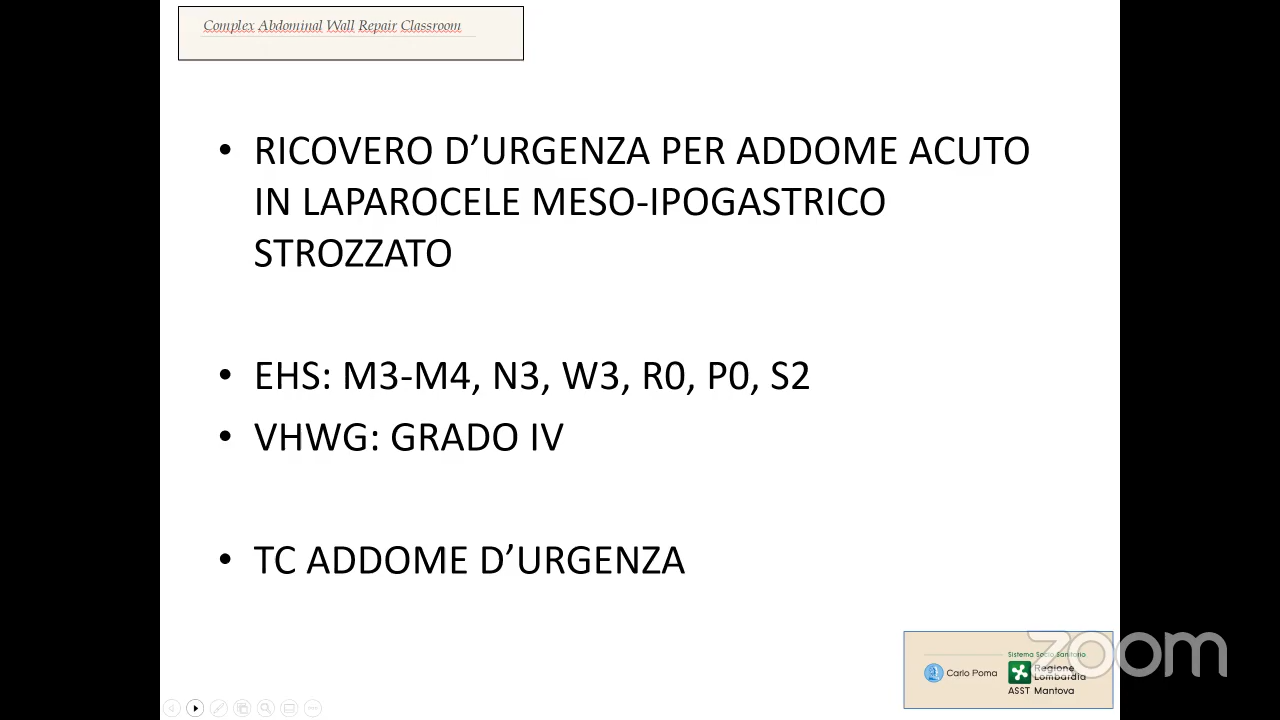 Complex Abdominal Wall Repair Classroom
• RICOVERO D’URGENZA PER ADDOME ACUTO
IN LAPAROCELE MESO-IPOGASTRICO
STROZZATO
• EHS: M3-M4, N3, W3, R0, P0, S2
• VHWG: GRADO IV
• TC ADDOME D’URGENZA
Sistema Socio Sanitario
Carlo Poma
Regione
Lombardia
ASST Mantova
zoom